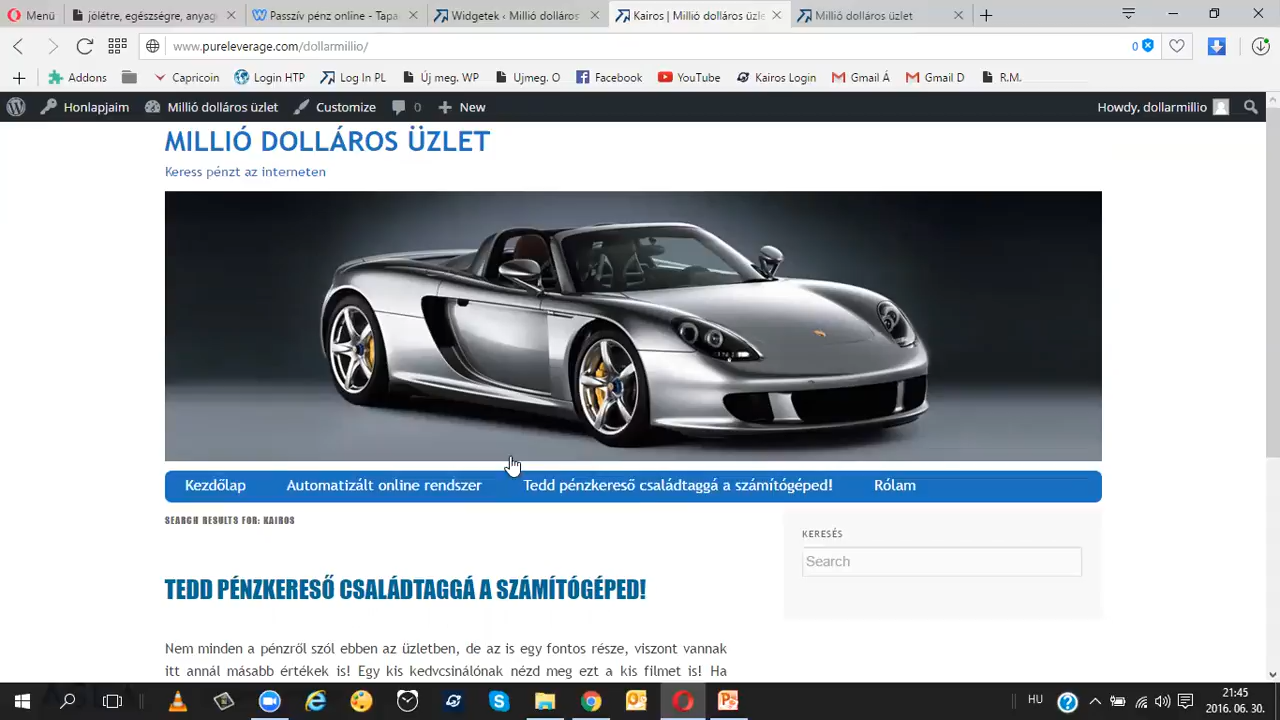 Menü
jólétre, egészségre, anyagi
Passzív pénz online - Tapa
Widgetek ‹ Millió dolláros
Kairos | Millió dolláros üzle
Millió dolláros üzlet
www.pureleverage.com/dollarmillio/
0
Addons
Capricoin
Login HTP
Log In PL
Új meg. WP
Ujmeg. O
Facebook
YouTube
Kairos Login
Gmail Á
Gmail D
R.M.
Honlapjaim
Millió dolláros üzlet
Customize
0
New
Howdy, dollarmillio
MILLIÓ DOLLÁROS ÜZLET
Keress pénzt az interneten
Kezdőlap
Automatizált online rendszer
Tedd pénzkereső családtaggá a számítógéped!
Rólam
SEARCH RESULTS FOR: KAIROS
KERESÉS
Search
TEDD PÉNZKERESŐ CSALÁDTAGGÁ A SZÁMÍTÓGÉPED!
Nem minden a pénzről szól ebben az üzletben, de az is egy fontos része, viszont vannak
itt annál másabb értékek is! Egy kis kedvcsinálónak nézd meg ezt a kis filmet is! Ha
HU
21:45
2016. 06. 30.